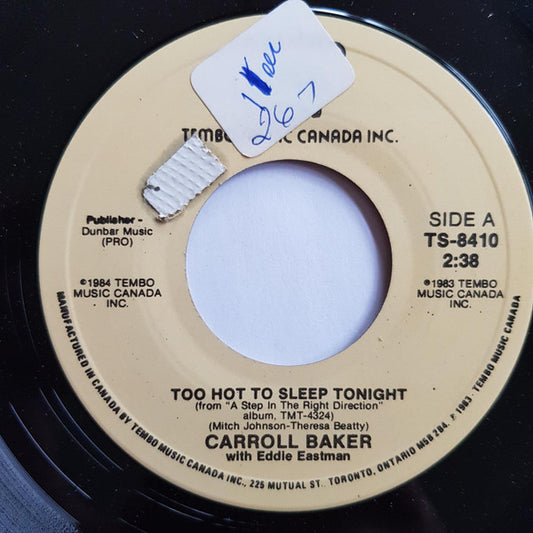 267
TEMBO MUSIC CANADA INC.
Publisher -
Dunbar Music
(PRO)
SIDE A
TS-8410
2:38
©1984 TEMBO
MUSIC CANADA
INC.
℗1983 TEMBO
MUSIC CANADA
INC.
TOO HOT TO SLEEP TONIGHT
(from "A Step In The Right Direction"
album, TMT-4324)
(Mitch Johnson-Theresa Beatty)
CARROLL BAKER
with Eddie Eastman
MANUFACTURED IN CANADA BY TEMBO MUSIC CANADA INC., 225 MUTUAL ST. TORONTO, ONTARIO M5B 2B4. ℗ 1983, TEMBO MUSIC CANADA